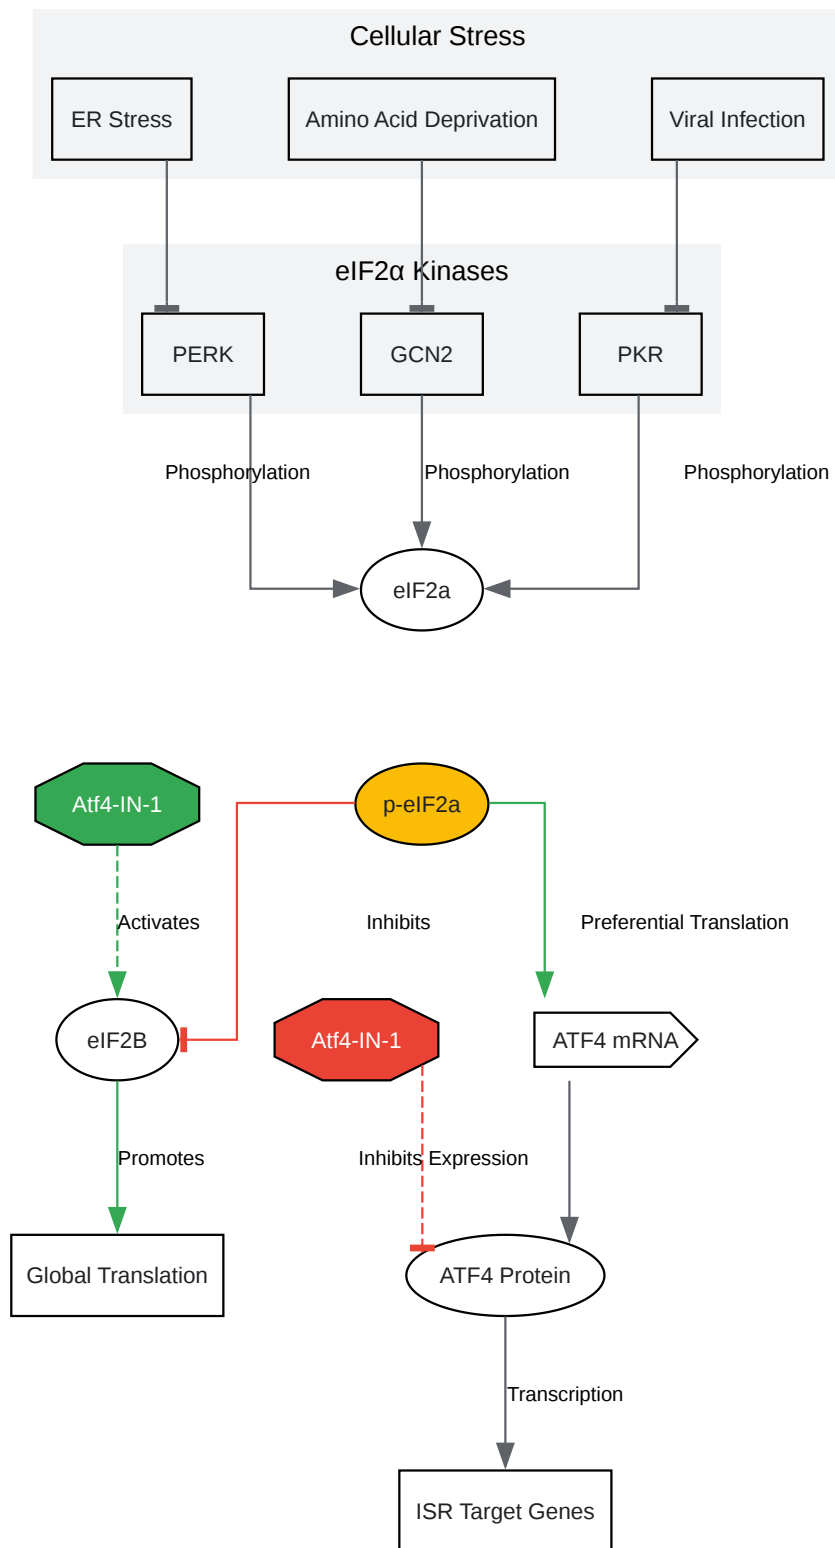 Cellular Stress
ER Stress
Amino Acid Deprivation
Viral Infection
eIF2α Kinases
PERK
GCN2
PKR
Phosphorylation
Phosphorylation
Phosphorylation
eIF2a
Atf4-IN-1
p-eIF2a
Activates
Inhibits
Preferential Translation
eIF2B
Atf4-IN-1
ATF4 mRNA
Promotes
Inhibits Expression
Global Translation
ATF4 Protein
Transcription
ISR Target Genes